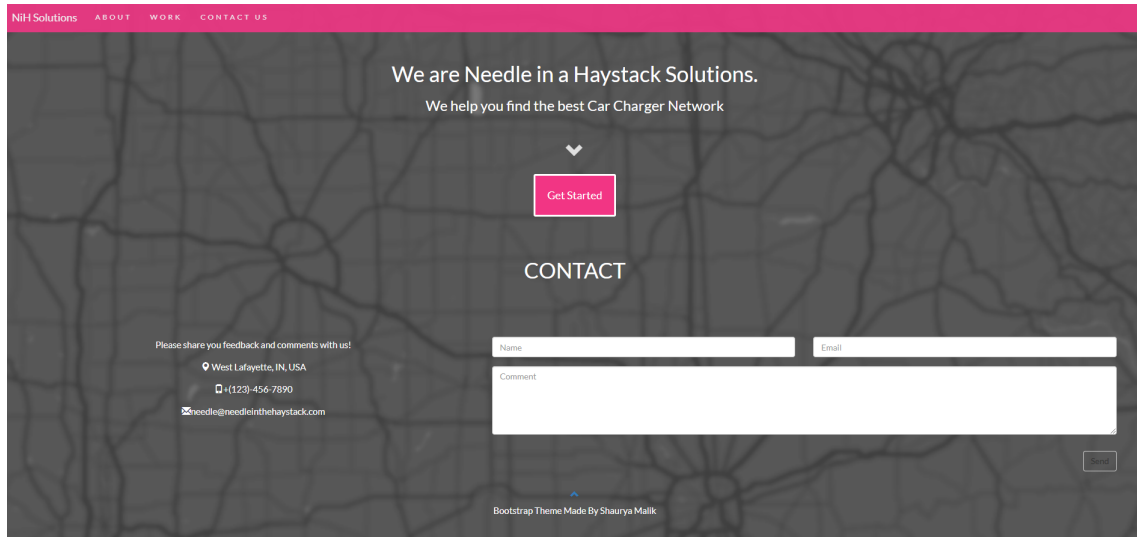 NiH Solutions ABOUT WORK CONTACT US
We are Needle in a Haystack Solutions.
We help you find the best Car Charger Network
Get Started
CONTACT
Please share you feedback and comments with us!
West Lafayette, IN, USA
+(123)-456-7890
needle@needleinthehaystack.com
Name Email
Comment
Send
Bootstrap Theme Made By Shaurya Malik